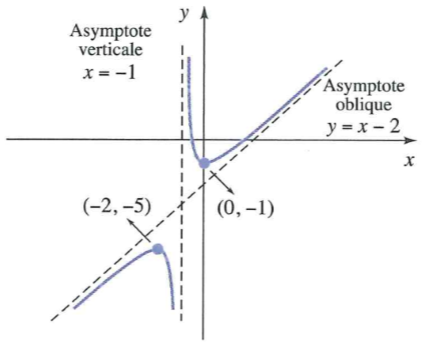 y
Asymptote
verticale
x = −1
Asymptote
oblique
y = x − 2
x
(−2, −5)
(0, −1)